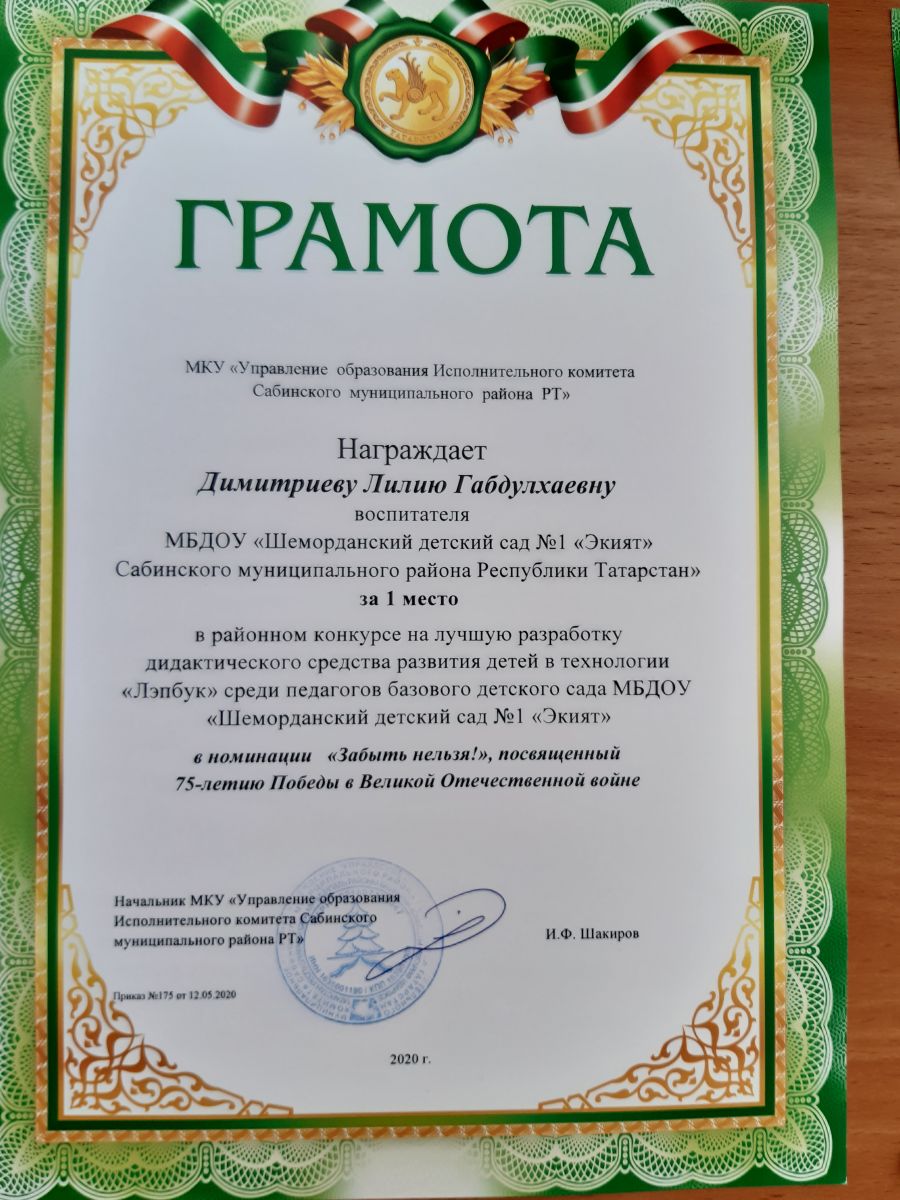 ТАТАРСТАН
ГРАМОТА
МКУ «Управление образования Исполнительного комитета
Сабинского муниципального района РТ»
Награждает
Димитриеву Лилию Габдулхаевну
воспитателя
МБДОУ «Шеморданский детский сад №1 «Экият»
Сабинского муниципального района Республики Татарстан»
за 1 место
в районном конкурсе на лучшую разработку
дидактического средства развития детей в технологии
«Лэпбук» среди педагогов базового детского сада МБДОУ
«Шеморданский детский сад №1 «Экият»
в номинации «Забыть нельзя!», посвященный
75-летию Победы в Великой Отечественной войне
Начальник МКУ «Управление образования
Исполнительного комитета Сабинского
муниципального района РТ»
И.Ф. Шакиров
Приказ №175 от 12.05.2020
2020 г.